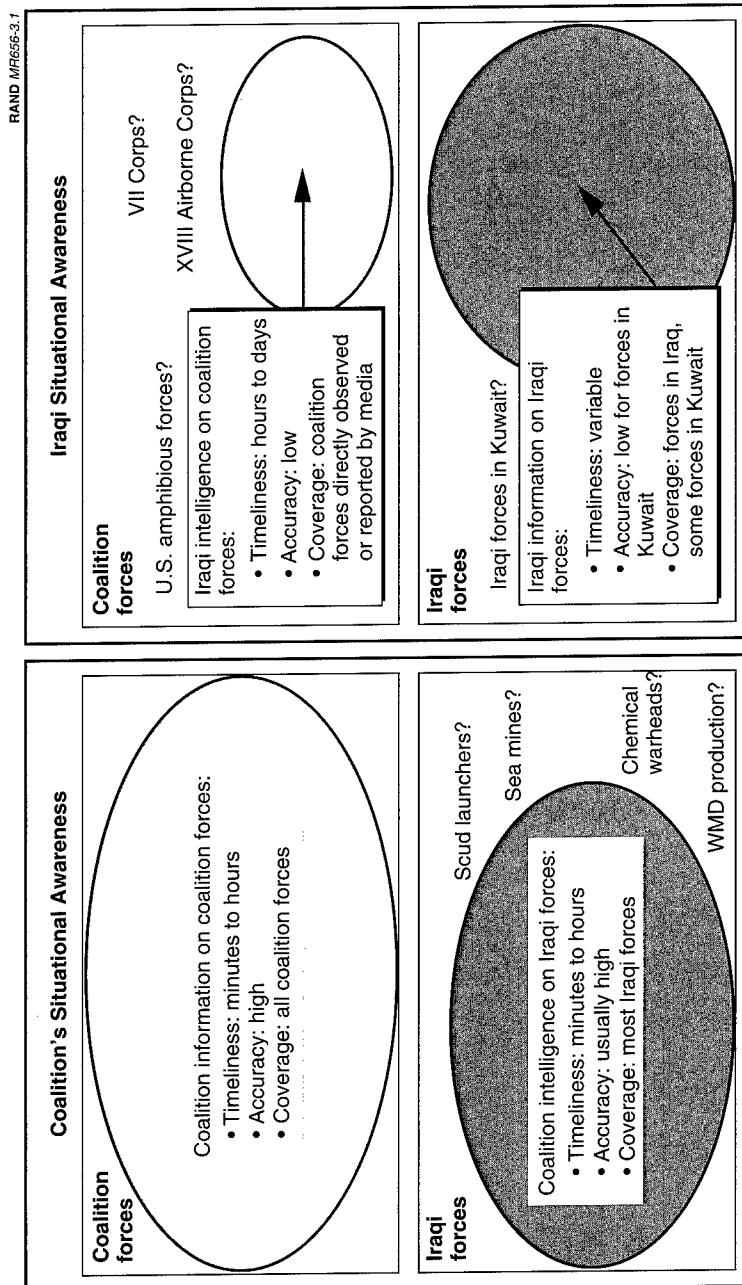 RAND MR656-3.1
Coalition's Situational Awareness
Coalition
forces
Coalition information on coalition forces:
• Timeliness: minutes to hours
• Accuracy: high
• Coverage: all coalition forces
Iraqi
forces
Coalition intelligence on Iraqi forces:
• Timeliness: minutes to hours
• Accuracy: usually high
• Coverage: most Iraqi forces
Scud launchers?
Sea mines?
Chemical
warheads?
WMD production?
Iraqi Situational Awareness
Coalition
forces
U.S. amphibious forces?
VII Corps?
XVIII Airborne Corps?
Iraqi intelligence on coalition
forces:
• Timeliness: hours to days
• Accuracy: low
• Coverage: coalition
forces directly observed
or reported by media
Iraqi
forces
Iraqi forces in Kuwait?
Iraqi information on Iraqi
forces:
• Timeliness: variable
• Accuracy: low for forces in
Kuwait
• Coverage: forces in Iraq,
some forces in Kuwait